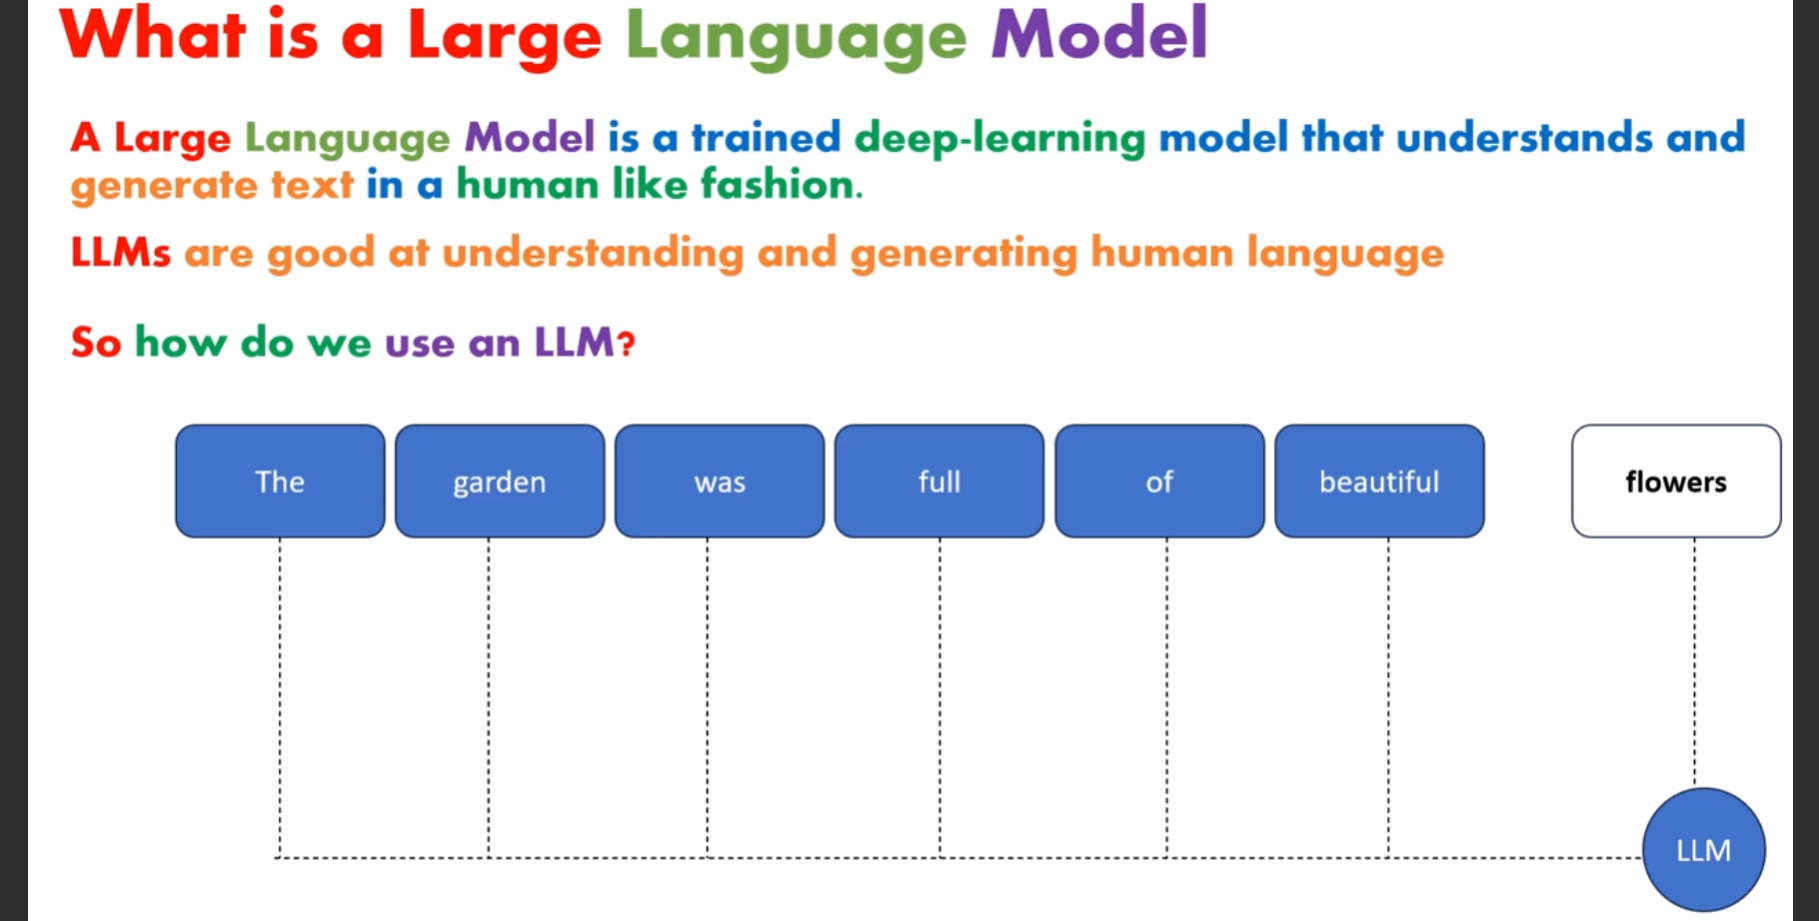 What is a Large Language Model
A Large Language Model is a trained deep-learning model that understands and
generate text in a human like fashion.
LLMs are good at understanding and generating human language
So how do we use an LLM?
The garden was full of beautiful flowers
LLM